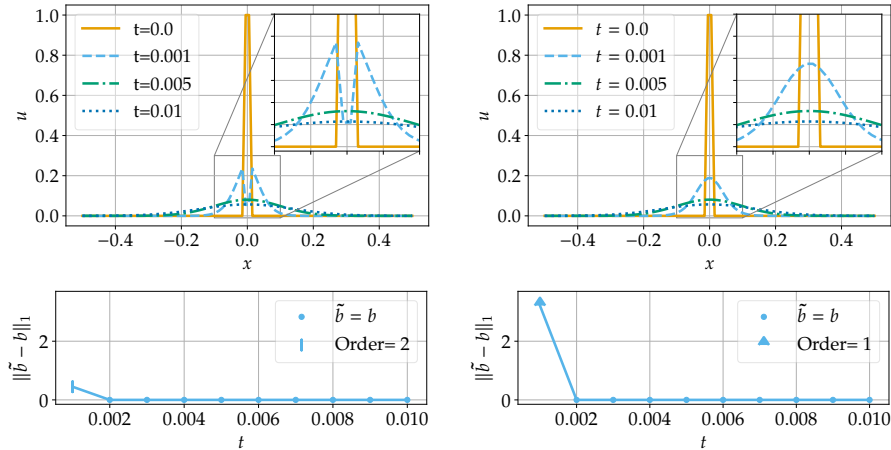 1.0
0.8
0.6
0.4
0.2
0.0
u
t=0.0
t=0.001
t=0.005
t=0.01
−0.4 −0.2 0.0 0.2 0.4
x
1.0
0.8
0.6
0.4
0.2
0.0
u
t = 0.0
t = 0.001
t = 0.005
t = 0.01
−0.4 −0.2 0.0 0.2 0.4
x
2
0
||b̃ − b||₁
b̃ = b
Order= 2
0.002 0.004 0.006 0.008 0.010
t
2
0
||b̃ − b||₁
b̃ = b
Order= 1
0.002 0.004 0.006 0.008 0.010
t